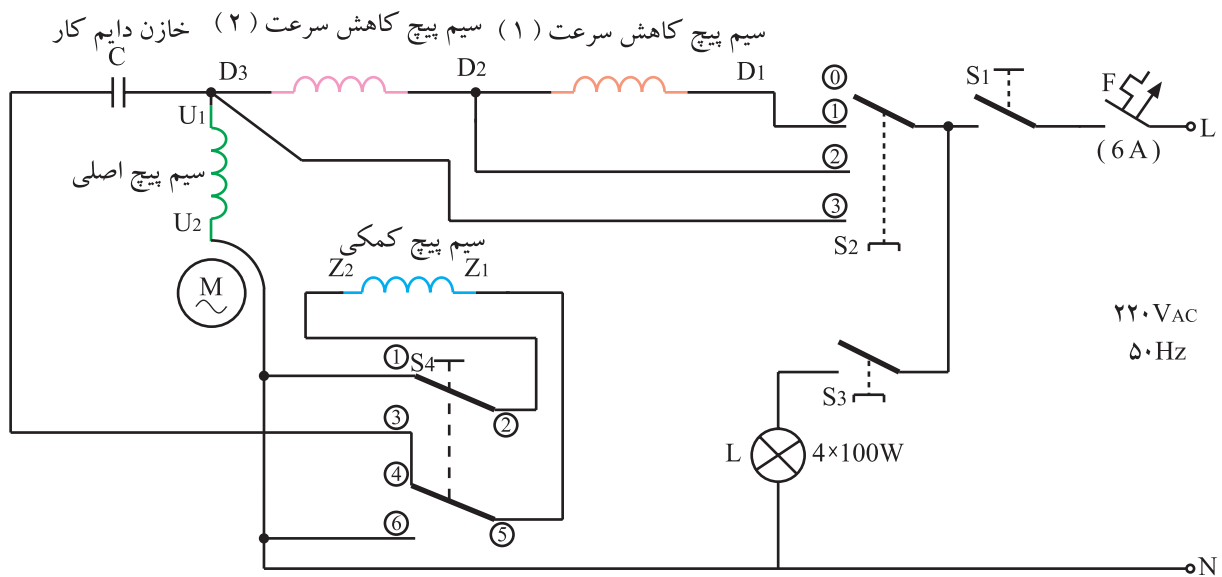 خازن دایم کار
سیم پیچ کاهش سرعت (۲)
سیم پیچ کاهش سرعت (۱)
C
D3
D2
D1
⓪
①
②
③
S1
F
(6A)
L
U1
سیم پیچ اصلی
U2
M
سیم پیچ کمکی
Z2
Z1
S2
۲۲۰VAC
۵۰Hz
①
S4
③
②
④
⑥
⑤
S3
L
4×100W
N